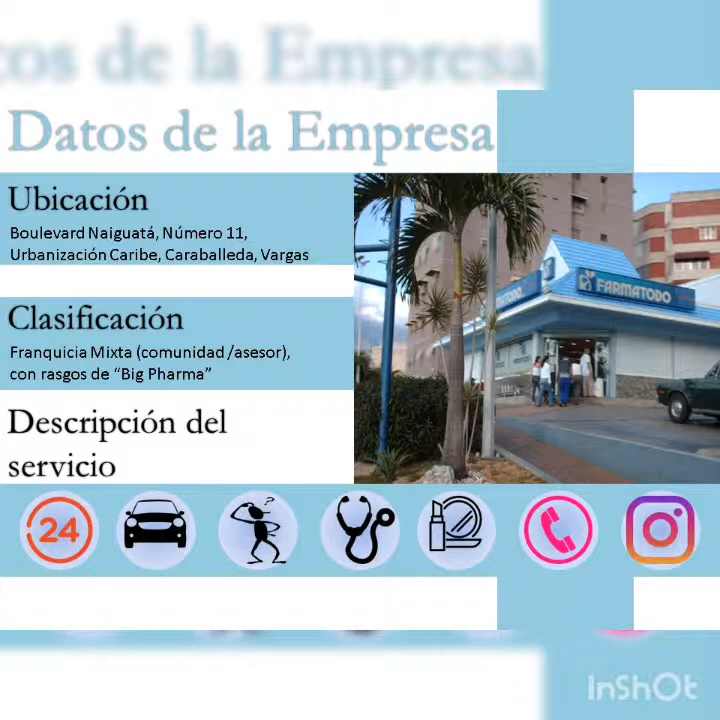 tos de la Empresa
Datos de la Empresa
Ubicación
Boulevard Naiguatá, Número 11,
Urbanización Caribe, Caraballeda, Vargas
Clasificación
Franquicia Mixta (comunidad /asesor),
con rasgos de “Big Pharma”
Descripción del
servicio
FARMATODO
24
?
InShOt